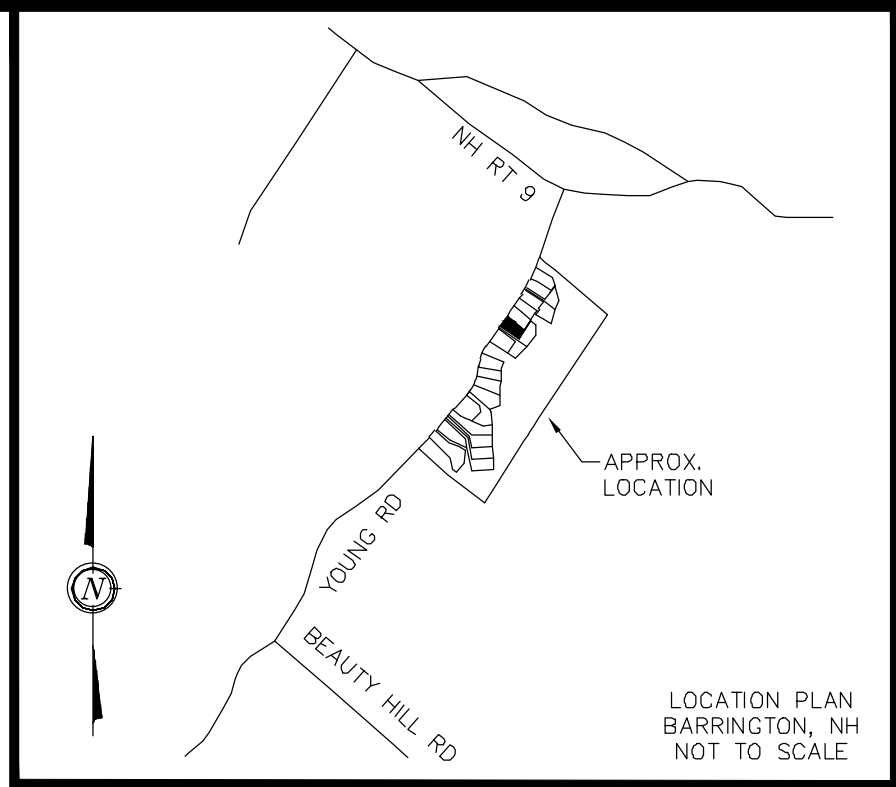 NH RT 9
APPROX.
LOCATION
YOUNG RD
N
BEAUTY HILL RD
LOCATION PLAN
BARRINGTON, NH
NOT TO SCALE